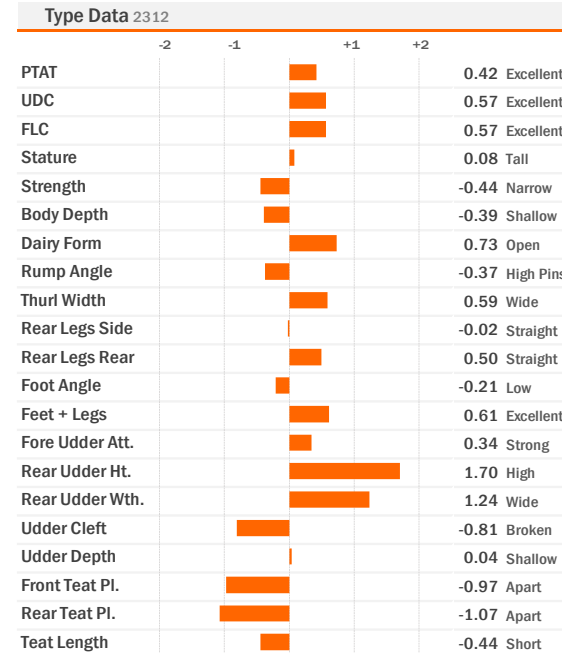 Type Data 2312
-2 -1 +1 +2
PTAT 0.42 Excellent
UDC 0.57 Excellent
FLC 0.57 Excellent
Stature 0.08 Tall
Strength -0.44 Narrow
Body Depth -0.39 Shallow
Dairy Form 0.73 Open
Rump Angle -0.37 High Pins
Thurl Width 0.59 Wide
Rear Legs Side -0.02 Straight
Rear Legs Rear 0.50 Straight
Foot Angle -0.21 Low
Feet + Legs 0.61 Excellent
Fore Udder Att. 0.34 Strong
Rear Udder Ht. 1.70 High
Rear Udder Wth. 1.24 Wide
Udder Cleft -0.81 Broken
Udder Depth 0.04 Shallow
Front Teat Pl. -0.97 Apart
Rear Teat Pl. -1.07 Apart
Teat Length -0.44 Short